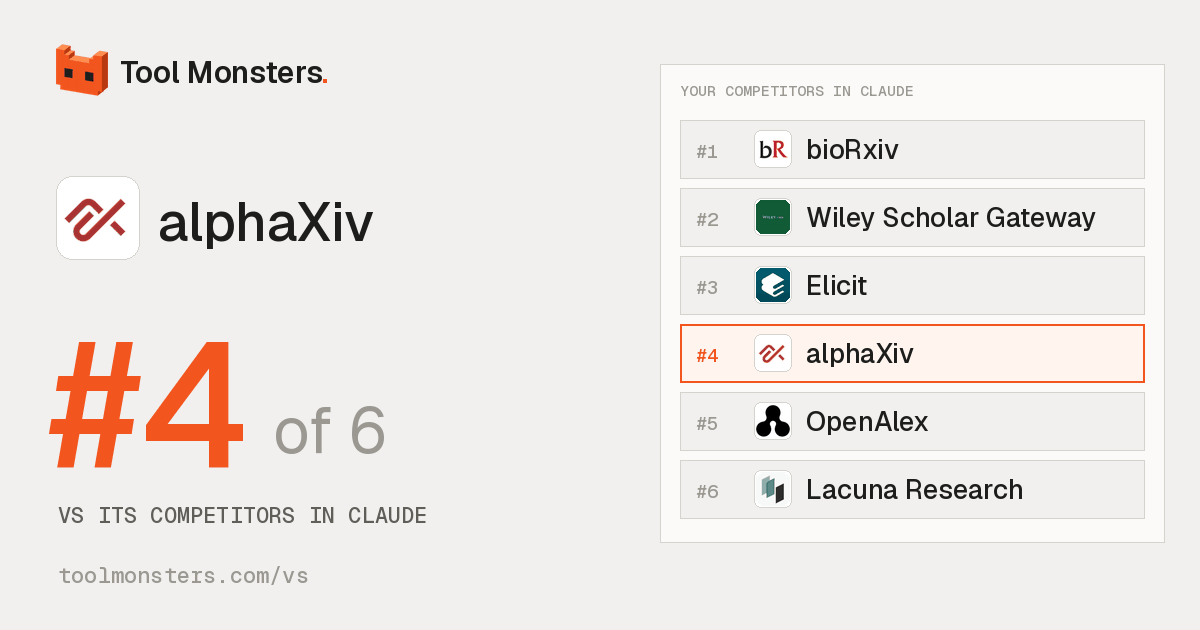 Tool Monsters.
alphaXiv
#4 of 6
VS ITS COMPETITORS IN CLAUDE
toolmonsters.com/vs
YOUR COMPETITORS IN CLAUDE
#1 bR bioRxiv
#2 Wiley Scholar Gateway
#3 Elicit
#4 alphaXiv
#5 OpenAlex
#6 Lacuna Research